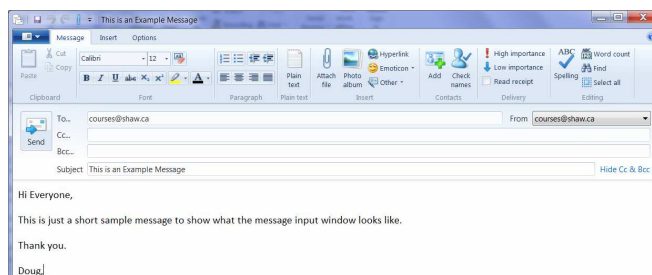 This is an Example Message
Message Insert Options
Paste
Cut
Copy
Clipboard
Calibri 12
B I U abc X₂ X² A
Font
Paragraph
Plain text
Plain text
Attach file
Photo album
Hyperlink
Emoticon
Other
Insert
Add
Check names
Contacts
High importance
Low importance
Read receipt
Delivery
ABC
Spelling
Word count
Find
Select all
Editing
Send
To... courses@shaw.ca
From courses@shaw.ca
Cc...
Bcc...
Subject This is an Example Message
Hide Cc & Bcc
Hi Everyone,
This is just a short sample message to show what the message input window looks like.
Thank you.
Doug,